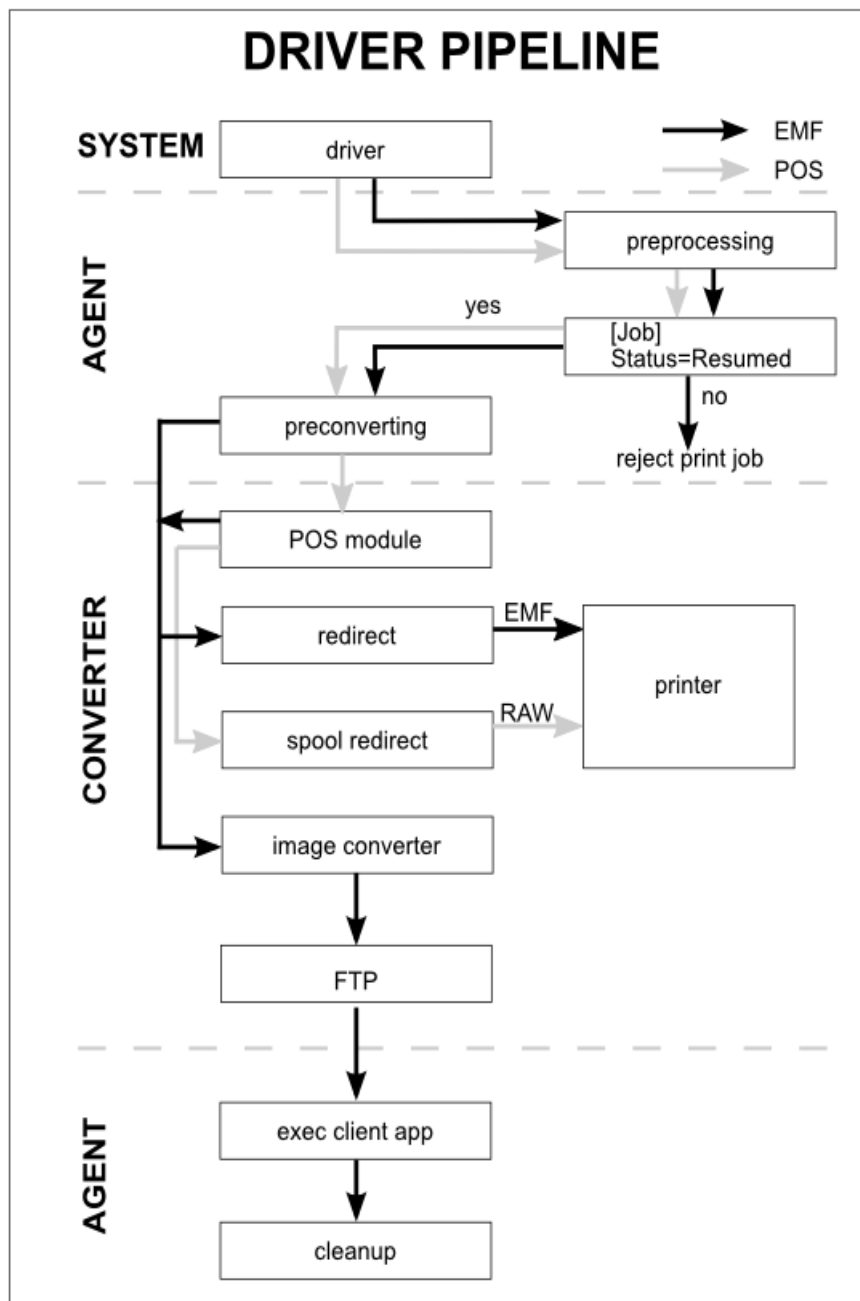 DRIVER PIPELINE
SYSTEM
driver
EMF
POS
AGENT
preprocessing
yes
[Job]
Status=Resumed
no
preconverting
reject print job
CONVERTER
POS module
redirect
EMF
printer
spool redirect
RAW
image converter
FTP
AGENT
exec client app
cleanup